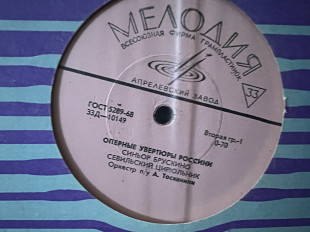 МЕЛОДИЯ
ВСЕСОЮЗНАЯ ФИРМА ГРАМПЛАСТИНОК
33
АПРЕЛЕВСКИЙ ЗАВОД
ГОСТ 5289-68
33Д—10149
Вторая гр.-1
0-70
ОПЕРНЫЕ УВЕРТЮРЫ РОССИНИ
СИНЬОР БРУСКИНО
СЕВИЛЬСКИЙ ЦИРЮЛЬНИК
Оркестр п/у А. Тосканини